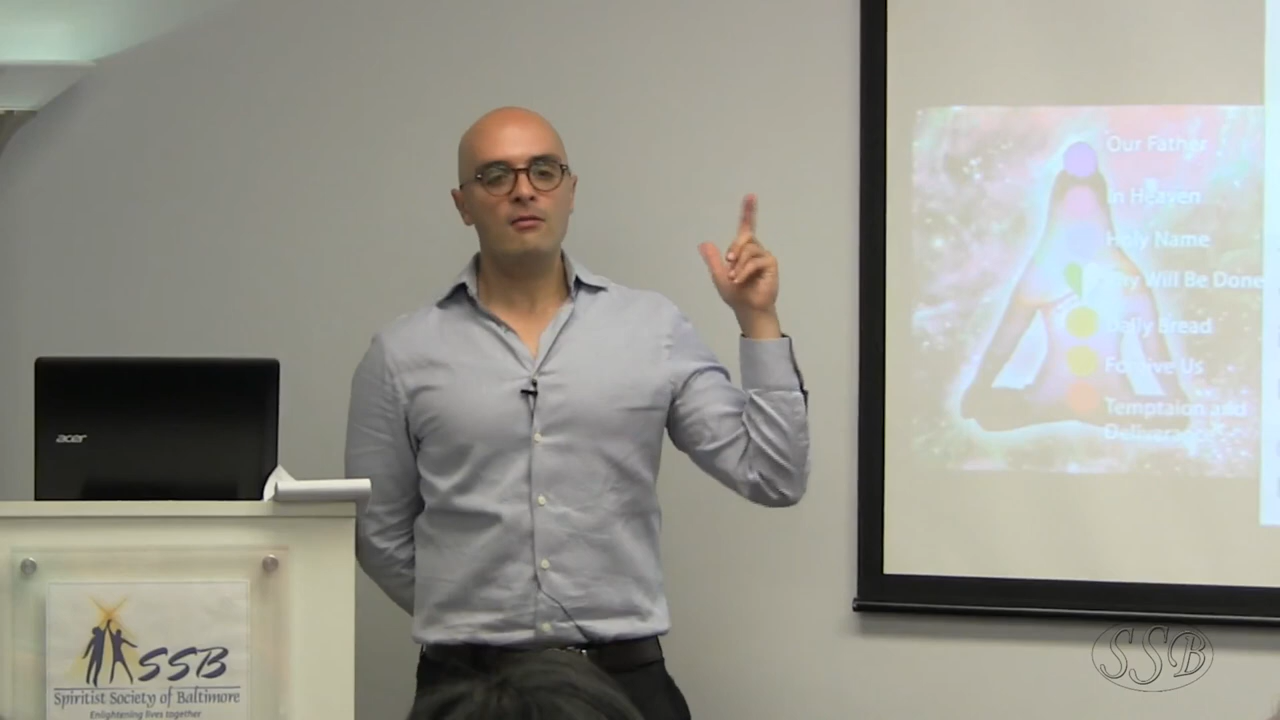 acer
SSB
Spiritist Society of Baltimore
Enlightening lives together
Our Father
In Heaven
Holy Name
Thy Will Be Done
Daily Bread
Forgive Us
Temptaion and
SSB